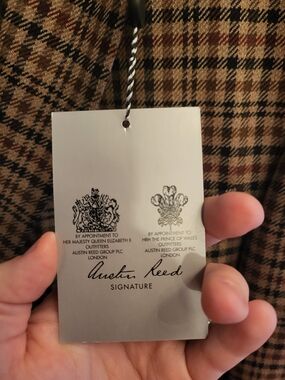 BY APPOINTMENT TO
HER MAJESTY QUEEN ELIZABETH II
OUTFITTERS
AUSTIN REED GROUP PLC
LONDON
BY APPOINTMENT TO
HRH THE PRINCE OF WALES
OUTFITTERS
AUSTIN REED GROUP PLC
LONDON
Austin Reed
SIGNATURE